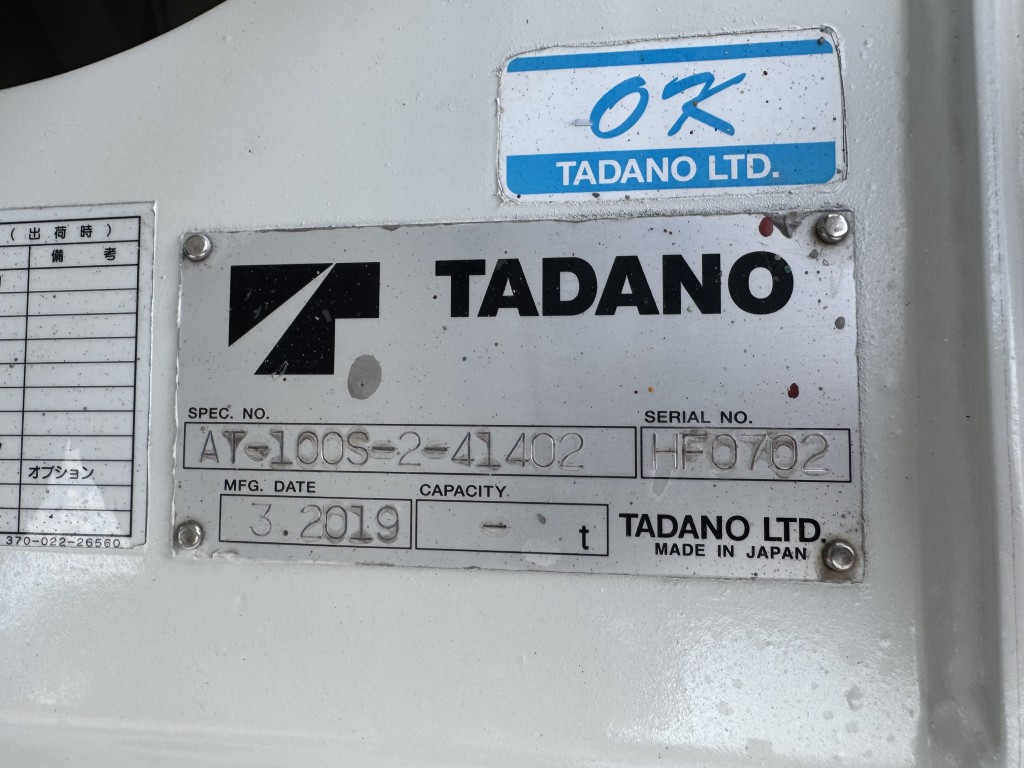 OK
TADANO LTD.
(出荷時)
備考
オプション
370-022-26560
TADANO
SPEC. NO.
AT-100S-2-41402
SERIAL NO.
HF0702
MFG. DATE
3.2019
CAPACITY
- t
TADANO LTD.
MADE IN JAPAN